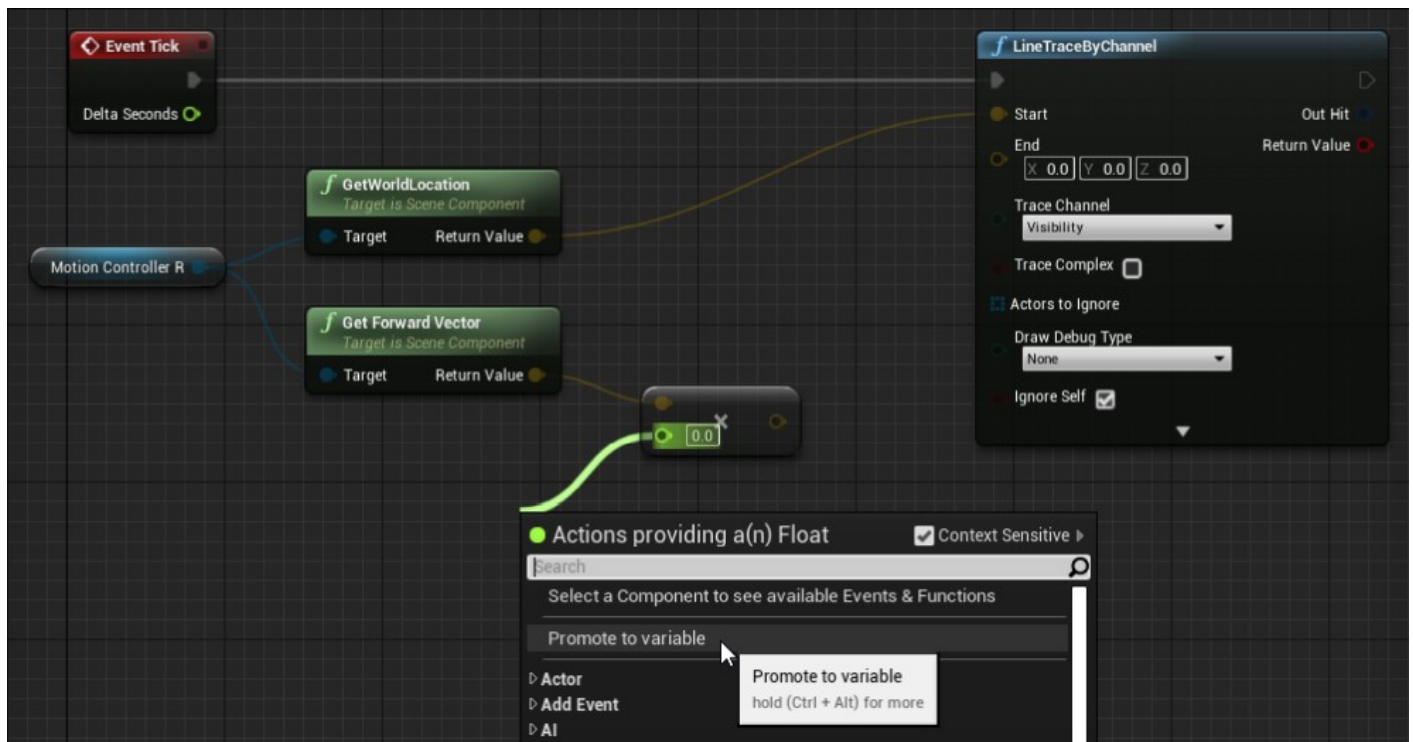 Event Tick
Delta Seconds
f LineTraceByChannel
Start
Out Hit
End
Return Value
X 0.0 Y 0.0 Z 0.0
Trace Channel
Visibility
Trace Complex
Actors to Ignore
Draw Debug Type
None
Ignore Self
f GetWorldLocation
Target is Scene Component
Target Return Value
Motion Controller R
f Get Forward Vector
Target is Scene Component
Target Return Value
×
0.0
Actions providing a(n) Float
Context Sensitive
Search
Select a Component to see available Events & Functions
Promote to variable
Actor
Add Event
AI
Promote to variable
hold (Ctrl + Alt) for more